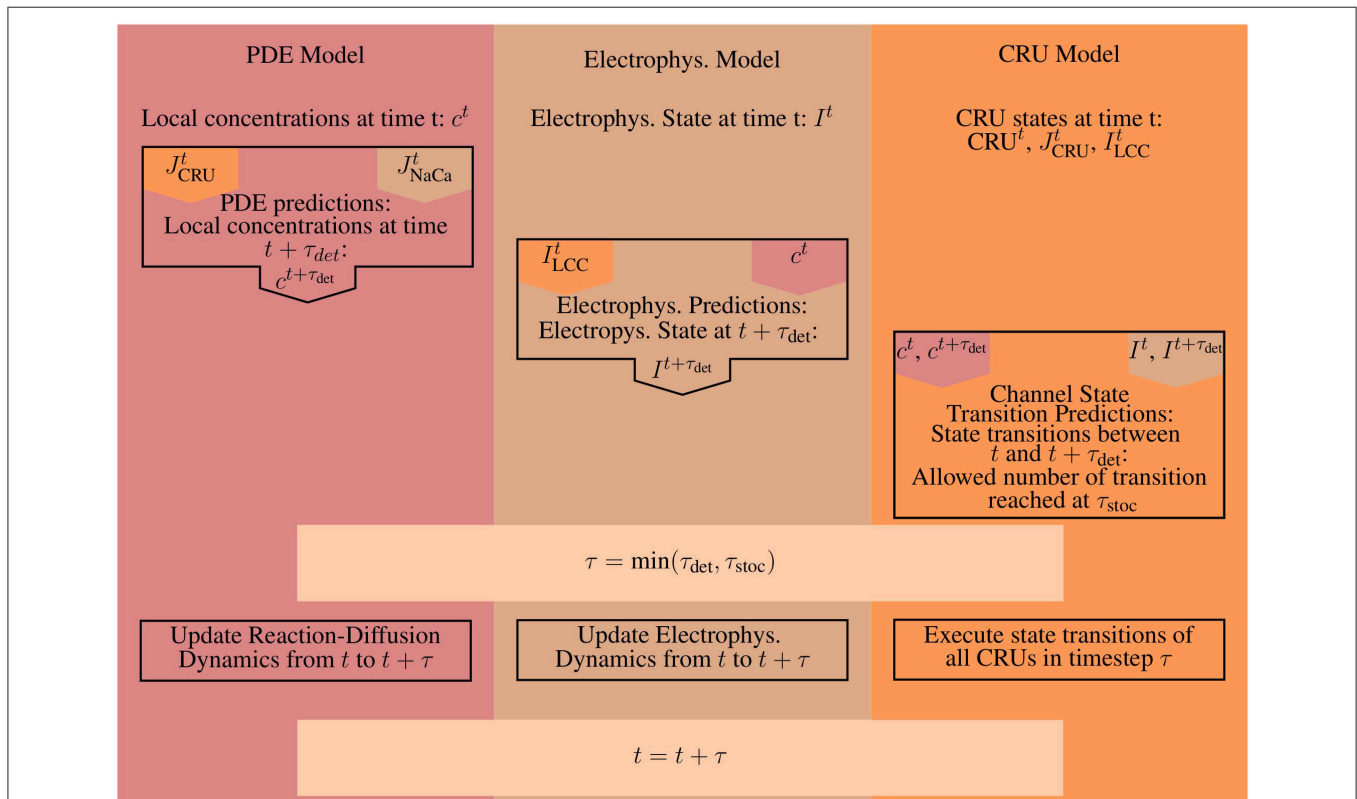 PDE Model
Local concentrations at time t: c^t
J^t_CRU
J^t_NaCa
PDE predictions:
Local concentrations at time
t + τ_det:
c^{t+τ_det}
Electrophys. Model
Electrophys. State at time t: I^t
I^t_LCC
c^t
Electrophys. Predictions:
Electropys. State at t + τ_det:
I^{t+τ_det}
CRU Model
CRU states at time t:
CRU^t, J^t_CRU, I^t_LCC
c^t, c^{t+τ_det}
I^t, I^{t+τ_det}
Channel State
Transition Predictions:
State transitions between
t and t + τ_det:
Allowed number of transition
reached at τ_stoc
τ = min(τ_det, τ_stoc)
Update Reaction-Diffusion
Dynamics from t to t + τ
Update Electrophys.
Dynamics from t to t + τ
Execute state transitions of
all CRUs in timestep τ
t = t + τ